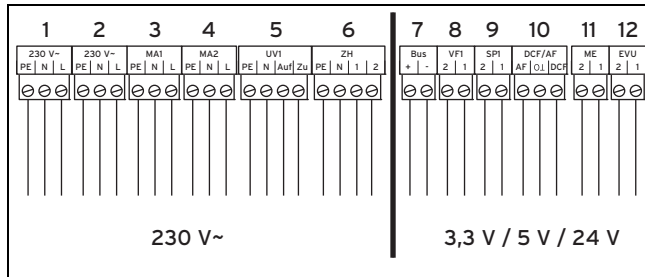 1 2 3 4 5 6 7 8 9 10 11 12
230 V~ 230 V~ MA1 MA2 UV1 ZH Bus VF1 SP1 DCF/AF ME EVU
PE N L PE N L PE N L PE N L PE N Auf Zu PE N 1 2 + - 2 1 2 1 AF O⊥ DCF 2 1 2 1
230 V~ 3,3 V / 5 V / 24 V